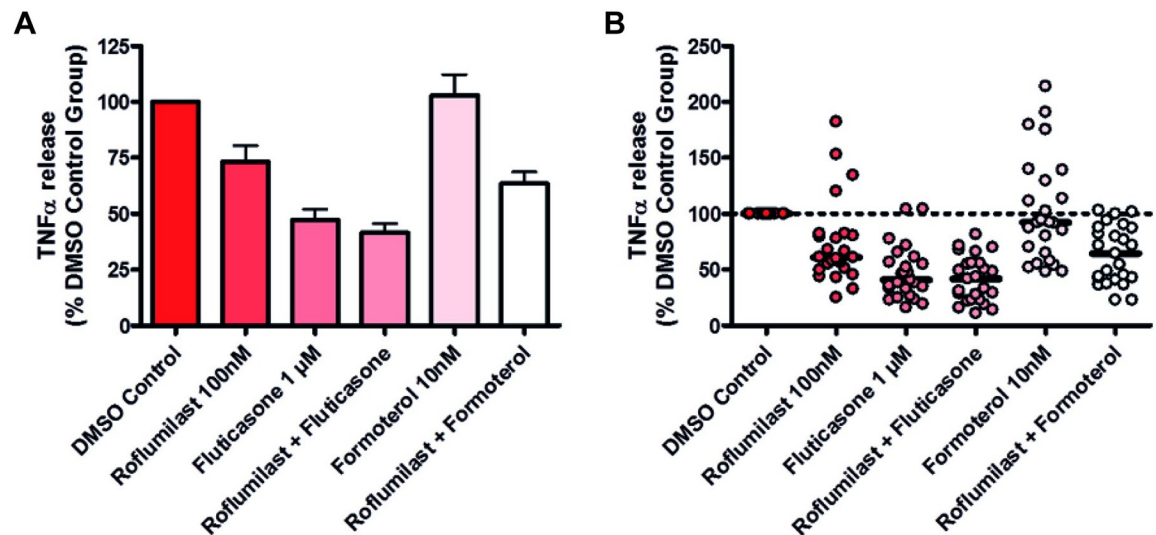 A
TNFα release
(% DMSO Control Group)
125
100
75
50
25
0
DMSO Control
Roflumilast 100nM
Fluticasone 1 µM
Roflumilast + Fluticasone
Formoterol 10nM
Roflumilast + Formoterol
B
TNFα release
(% DMSO Control Group)
250
200
150
100
50
0
DMSO Control
Roflumilast 100nM
Fluticasone 1 µM
Roflumilast + Fluticasone
Formoterol 10nM
Roflumilast + Formoterol